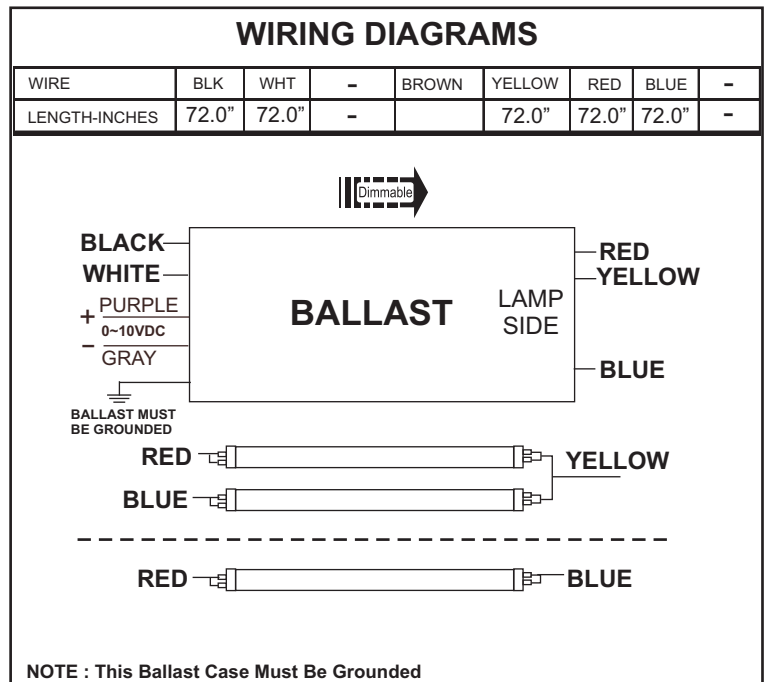 WIRING DIAGRAMS
WIRE BLK WHT - BROWN YELLOW RED BLUE -
LENGTH-INCHES 72.0” 72.0” - 72.0” 72.0” 72.0” -
Dimmable
BLACK
WHITE
+ PURPLE
0~10VDC
- GRAY
BALLAST MUST
BE GROUNDED
BALLAST
LAMP
SIDE
RED
YELLOW
BLUE
RED
YELLOW
BLUE
RED
BLUE
NOTE : This Ballast Case Must Be Grounded